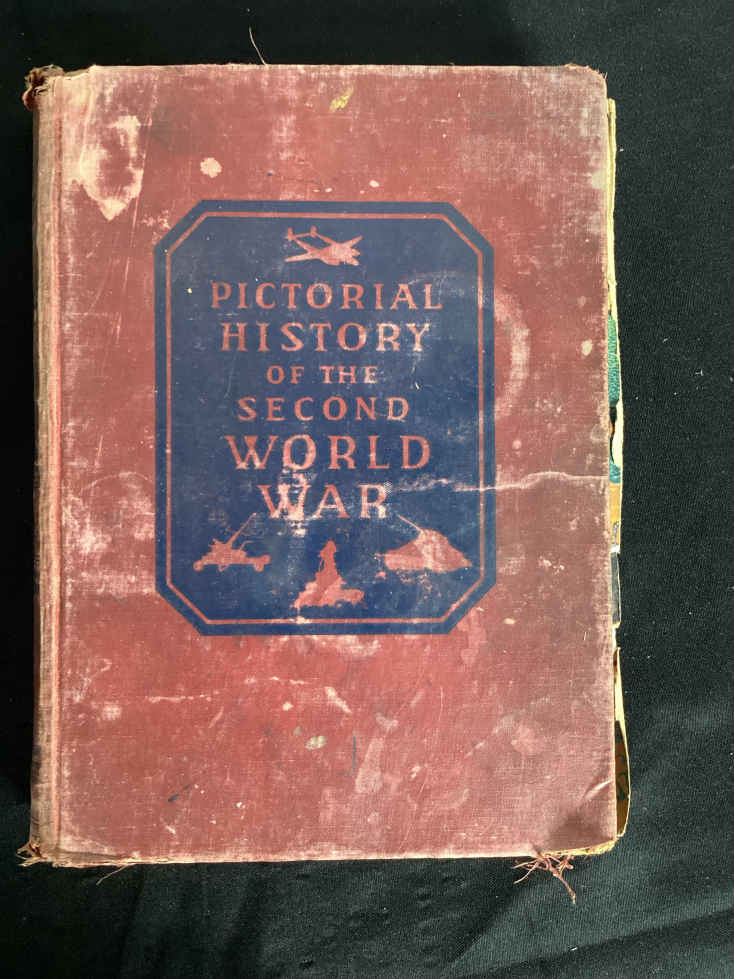 PICTORIAL
HISTORY
OF THE
SECOND
WORLD
WAR